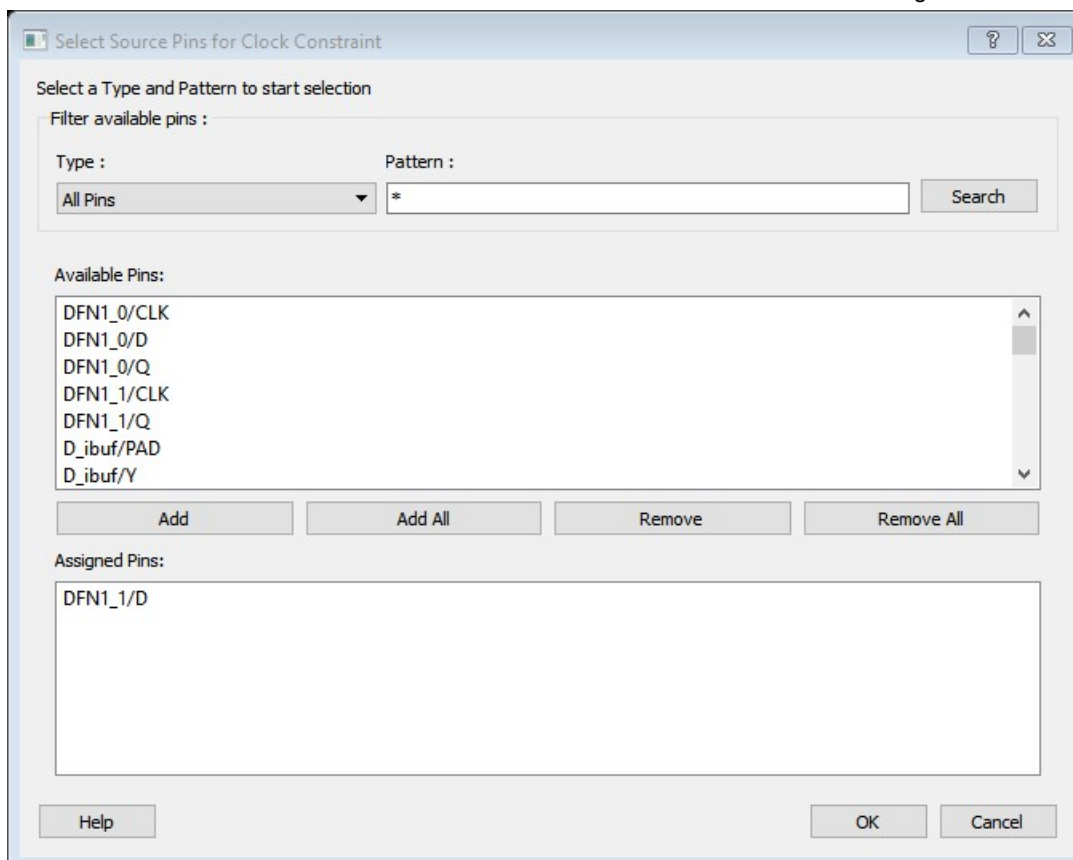 Select Source Pins for Clock Constraint
Select a Type and Pattern to start selection
Filter available pins :
Type : Pattern :
All Pins * Search
Available Pins:
DFN1_0/CLK
DFN1_0/D
DFN1_0/Q
DFN1_1/CLK
DFN1_1/Q
D_ibuf/PAD
D_ibuf/Y
Add Add All Remove Remove All
Assigned Pins:
DFN1_1/D
Help OK Cancel